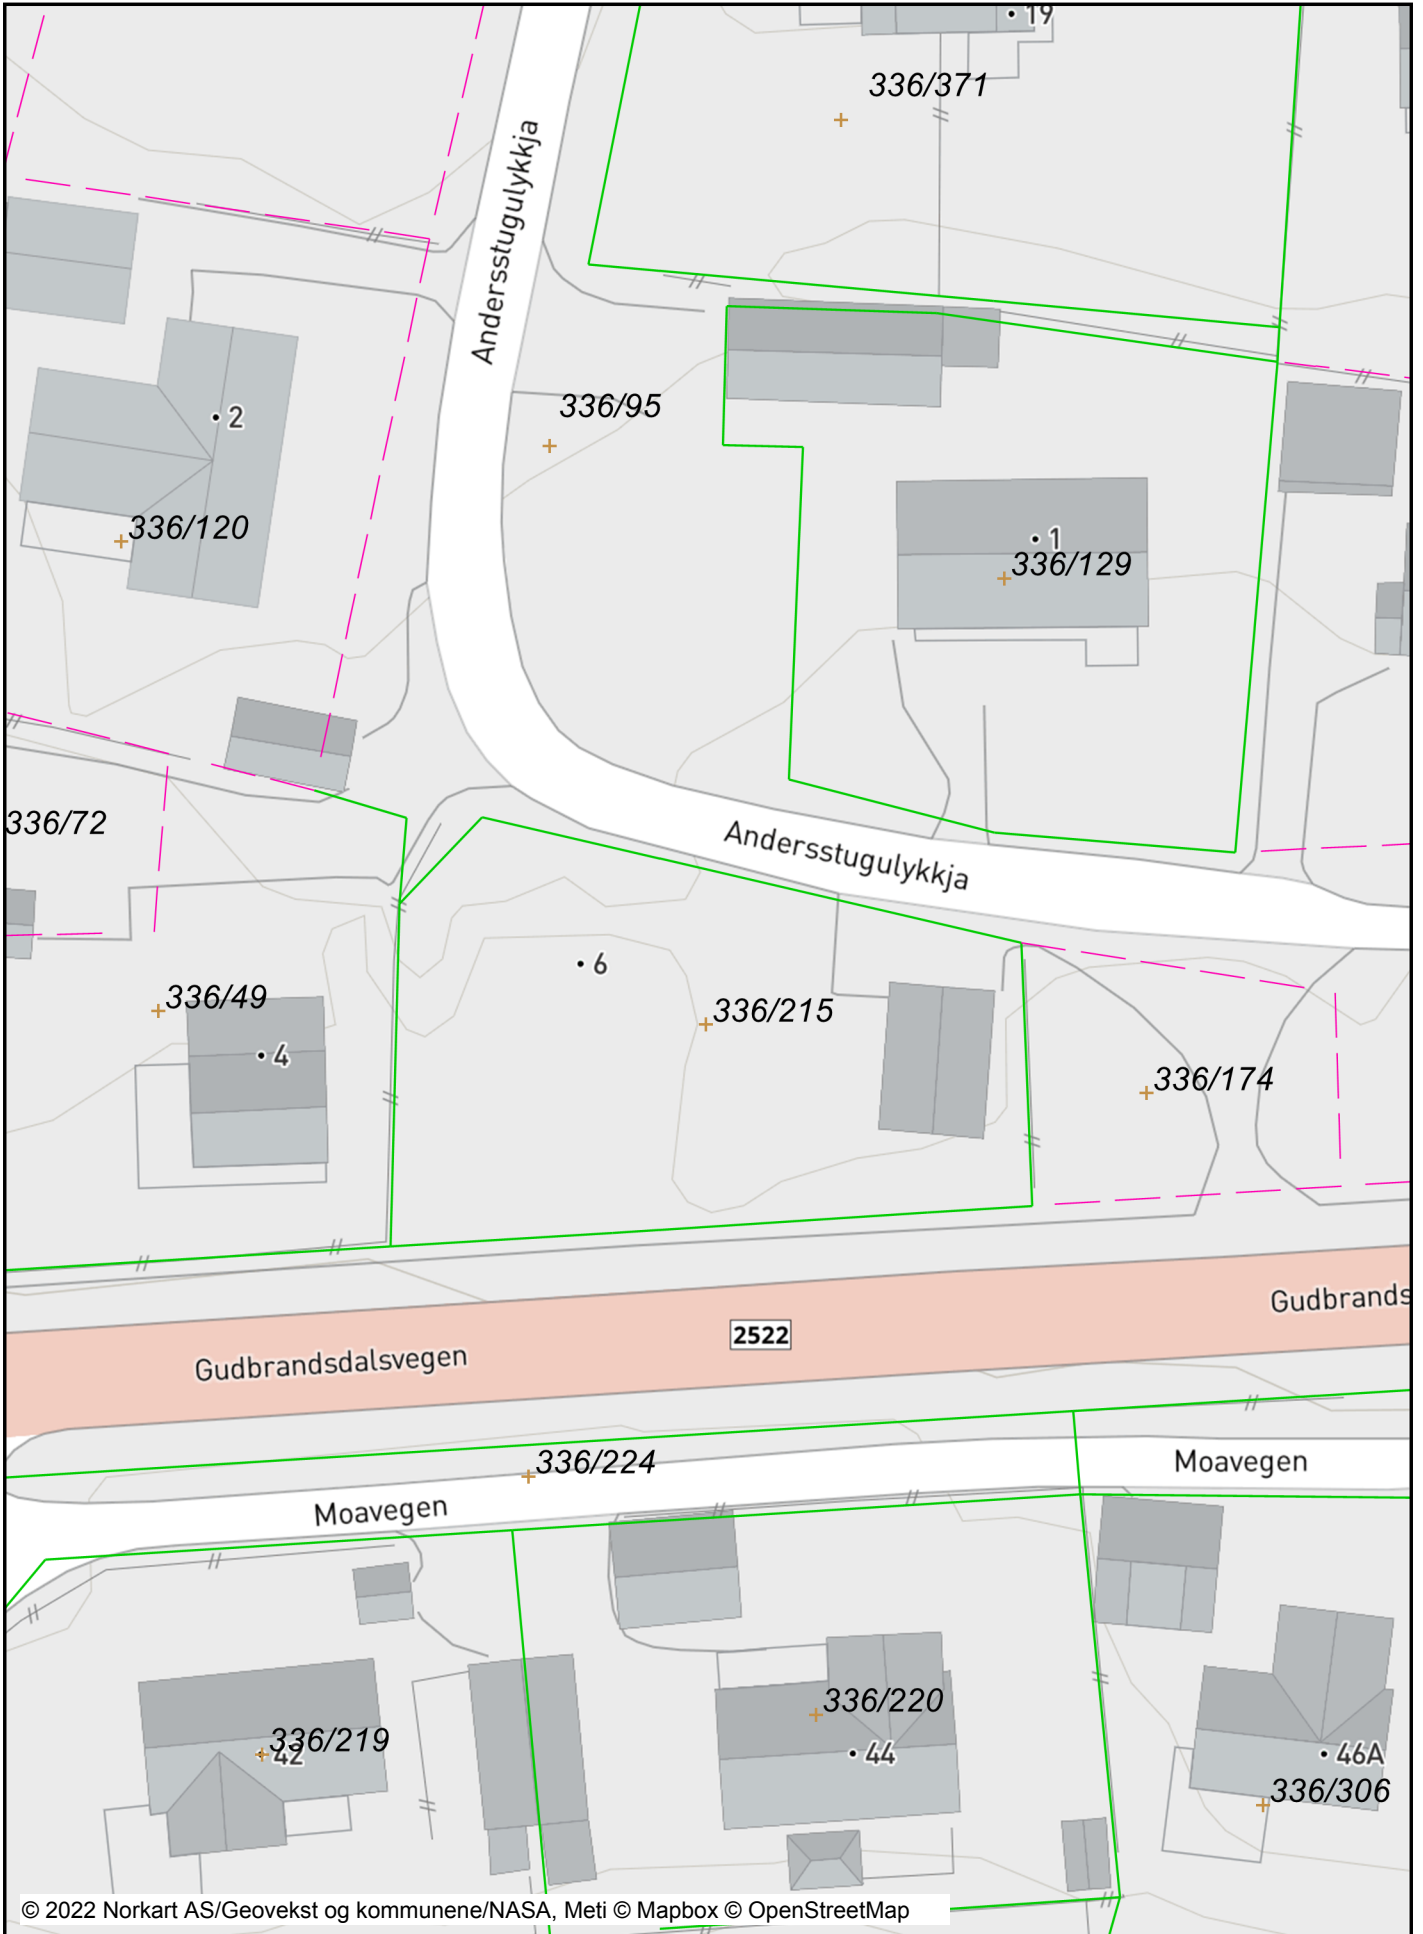 19
336/371
Andersstugulykkja
336/95
2
336/120
1
336/129
336/72
Andersstugulykkja
6
336/49
336/215
4
336/174
Gudbrands
2522
Gudbrandsdalsvegen
336/224
Moavegen
Moavegen
336/220
336/219
42
44
46A
336/306
© 2022 Norkart AS/Geovekst og kommunene/NASA, Meti © Mapbox © OpenStreetMap